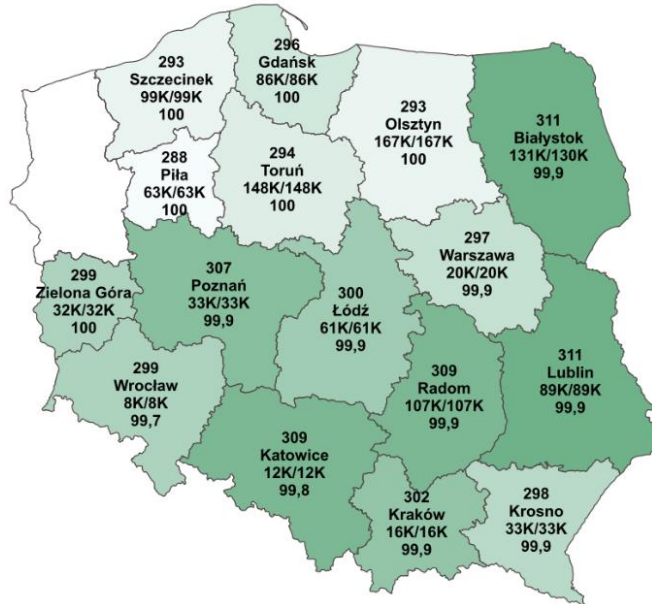 293
Szczecinek
99K/99K
100
296
Gdańsk
86K/86K
100
293
Olsztyn
167K/167K
100
311
Białystok
131K/130K
99,9
288
Piła
63K/63K
100
294
Toruń
148K/148K
100
297
Warszawa
20K/20K
99,9
299
Zielona Góra
32K/32K
100
307
Poznań
33K/33K
99,9
300
Łódź
61K/61K
99,9
299
Wrocław
8K/8K
99,7
309
Radom
107K/107K
99,9
311
Lublin
89K/89K
99,9
309
Katowice
12K/12K
99,8
302
Kraków
16K/16K
99,9
298
Krosno
33K/33K
99,9